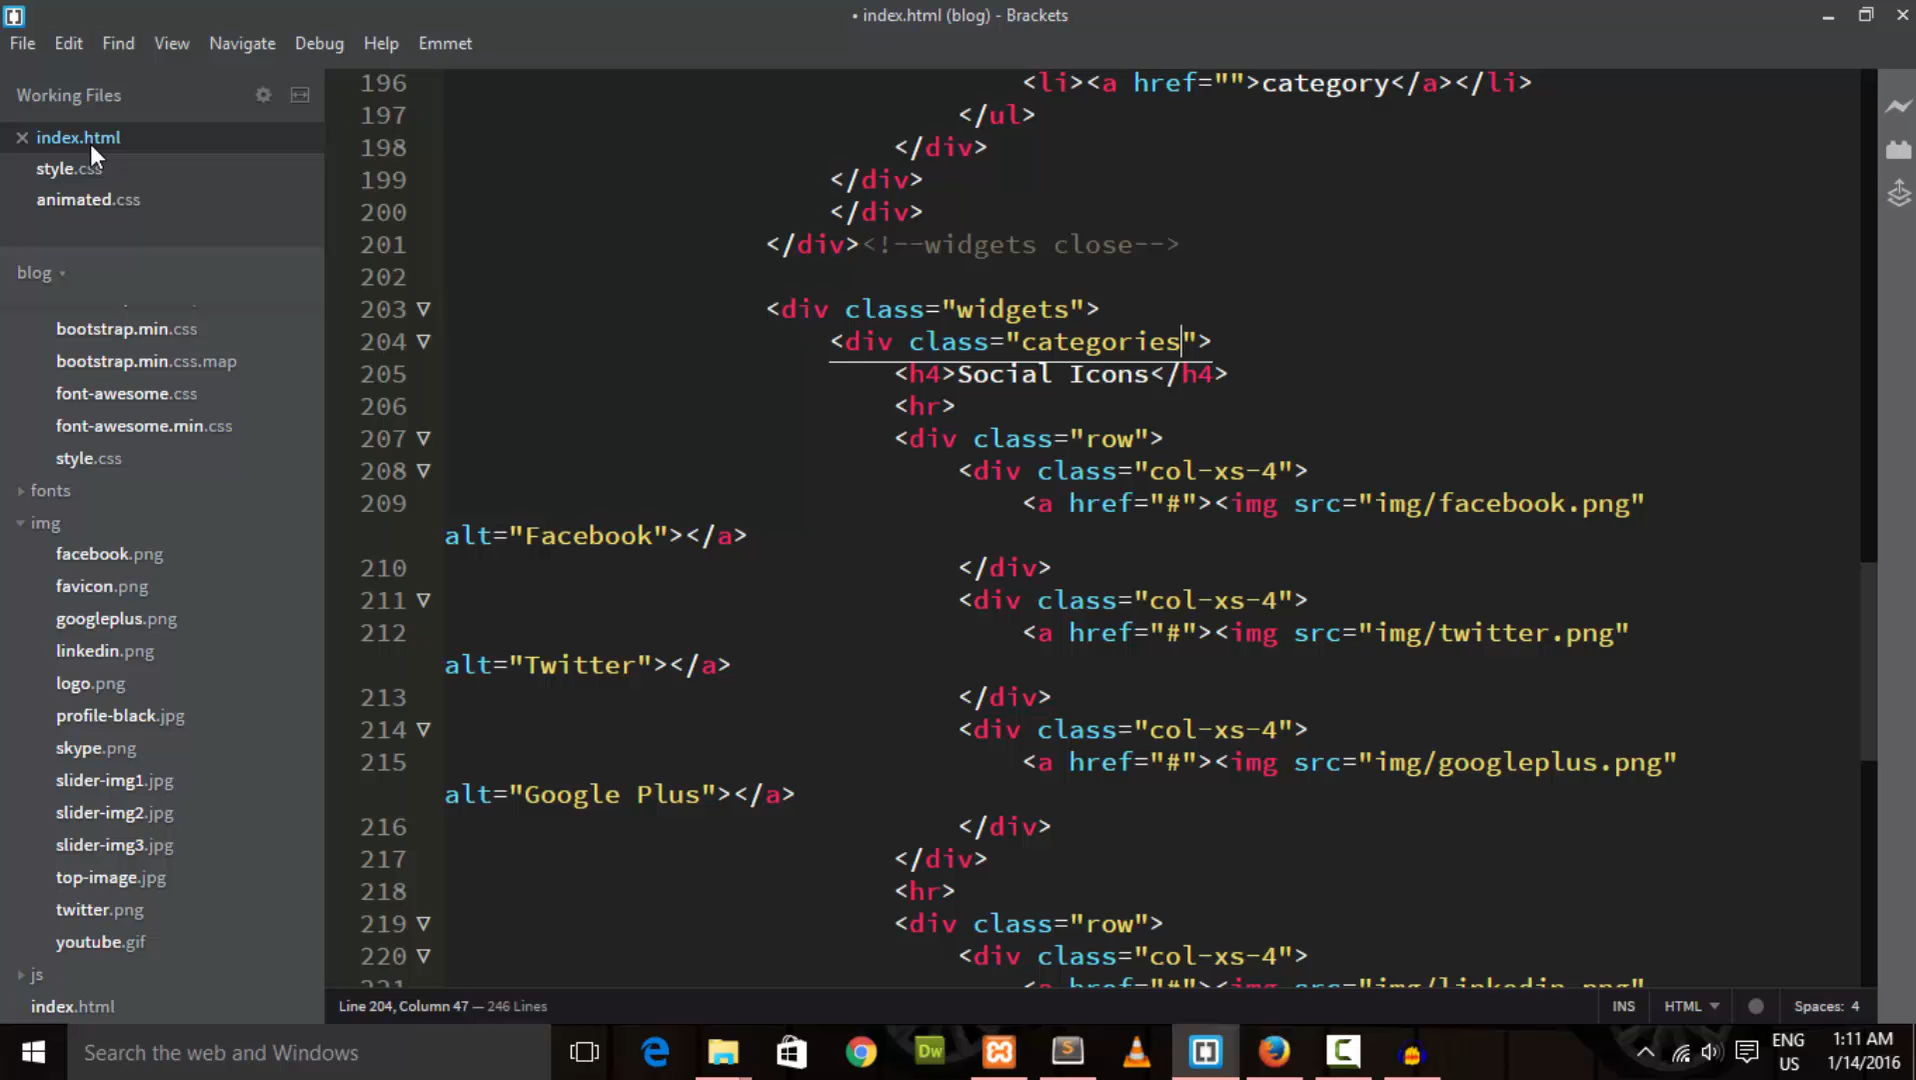 • index.html (blog) - Brackets
File Edit Find View Navigate Debug Help Emmet
Working Files
index.html
style.css
animated.css
blog
bootstrap.min.css
bootstrap.min.css.map
font-awesome.css
font-awesome.min.css
style.css
fonts
img
facebook.png
favicon.png
googleplus.png
linkedin.png
logo.png
profile-black.jpg
skype.png
slider-img1.jpg
slider-img2.jpg
slider-img3.jpg
top-image.jpg
twitter.png
youtube.gif
js
index.html
196 <li><a href="">category</a></li>
197 </ul>
198 </div>
199 </div>
200 </div>
201 </div><!--widgets close-->
202
203 <div class="widgets">
204 <div class="categories">
205 <h4>Social Icons</h4>
206 <hr>
207 <div class="row">
208 <div class="col-xs-4">
209 <a href="#"><img src="img/facebook.png"
alt="Facebook"></a>
210 </div>
211 <div class="col-xs-4">
212 <a href="#"><img src="img/twitter.png"
alt="Twitter"></a>
213 </div>
214 <div class="col-xs-4">
215 <a href="#"><img src="img/googleplus.png"
alt="Google Plus"></a>
216 </div>
217 </div>
218 <hr>
219 <div class="row">
220 <div class="col-xs-4">
221 <a href="#"><img src="img/linkedin.png"
Line 204, Column 47 — 246 Lines
INS HTML Spaces: 4
Search the web and Windows
Dw
ENG
US
1:11 AM
1/14/2016